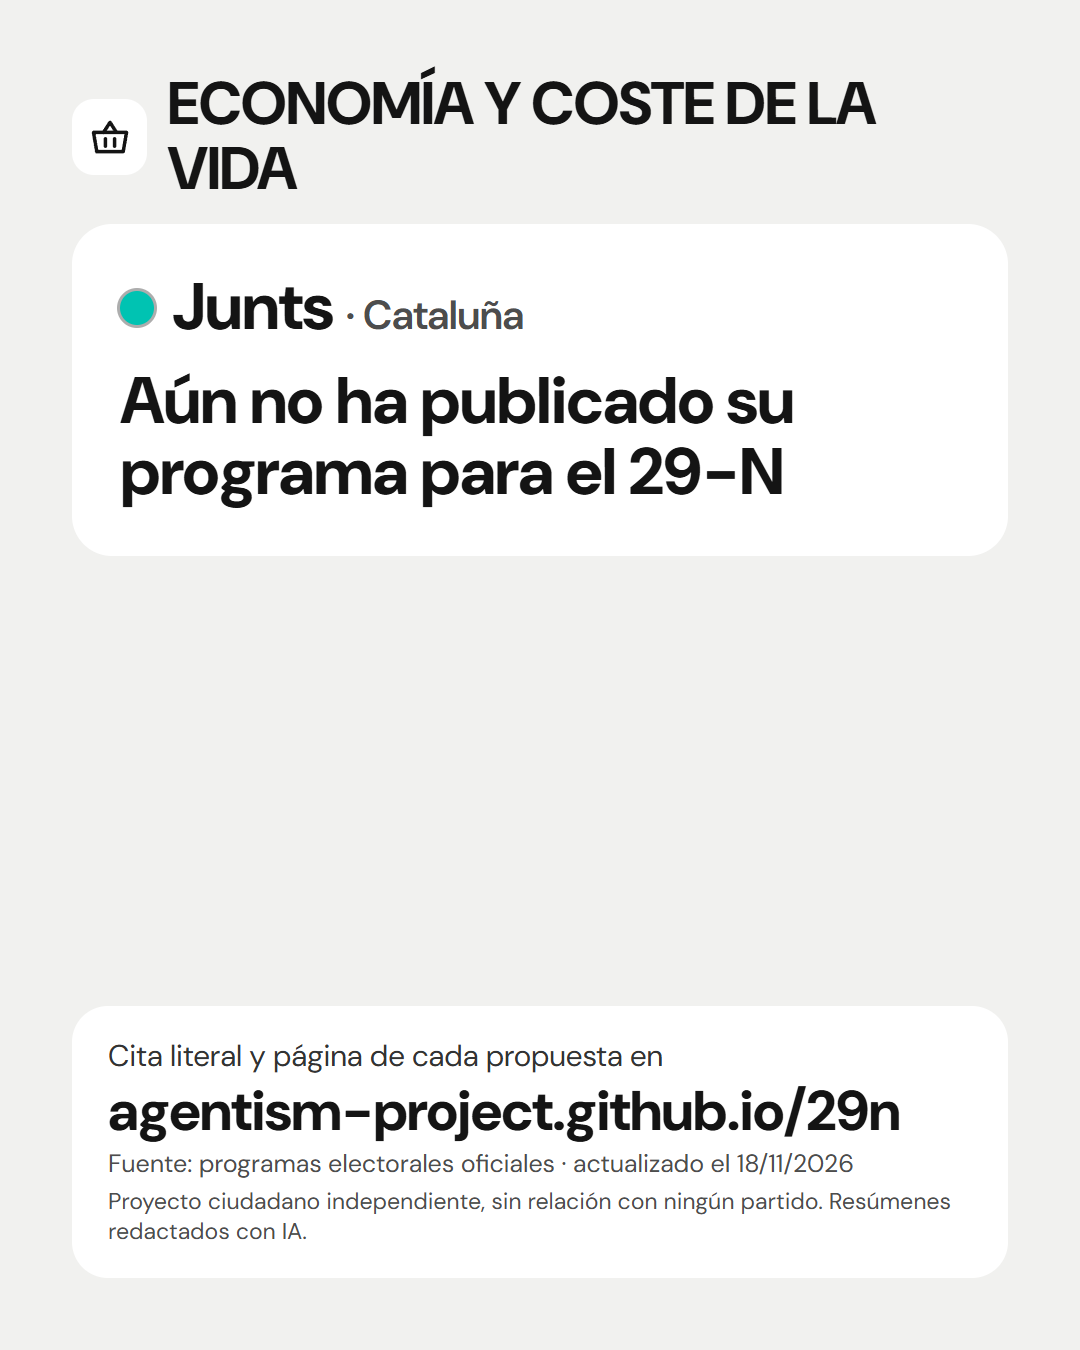 ECONOMÍA Y COSTE DE LA
VIDA
Junts · Cataluña
Aún no ha publicado su
programa para el 29-N
Cita literal y página de cada propuesta en
agentism-project.github.io/29n
Fuente: programas electorales oficiales · actualizado el 18/11/2026
Proyecto ciudadano independiente, sin relación con ningún partido. Resúmenes
redactados con IA.